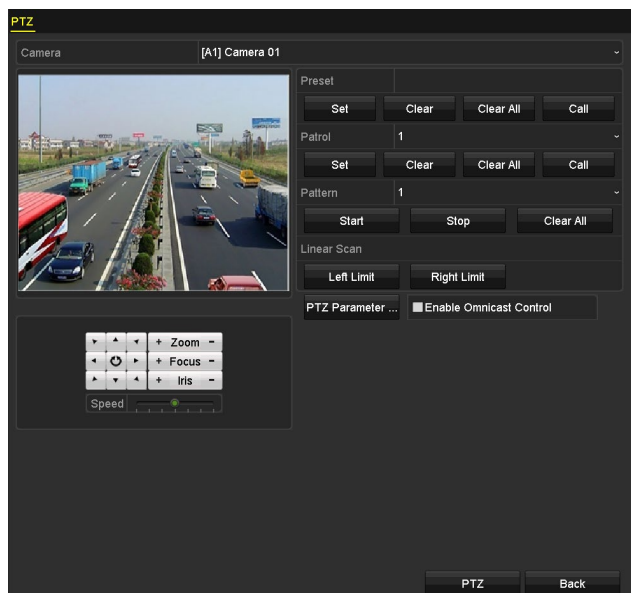 PTZ
Camera [A1] Camera 01
Preset
Set Clear Clear All Call
Patrol 1
Set Clear Clear All Call
Pattern 1
Start Stop Clear All
Linear Scan
Left Limit Right Limit
PTZ Parameter ... Enable Omnicast Control
+ Zoom -
+ Focus -
+ Iris -
Speed
PTZ Back